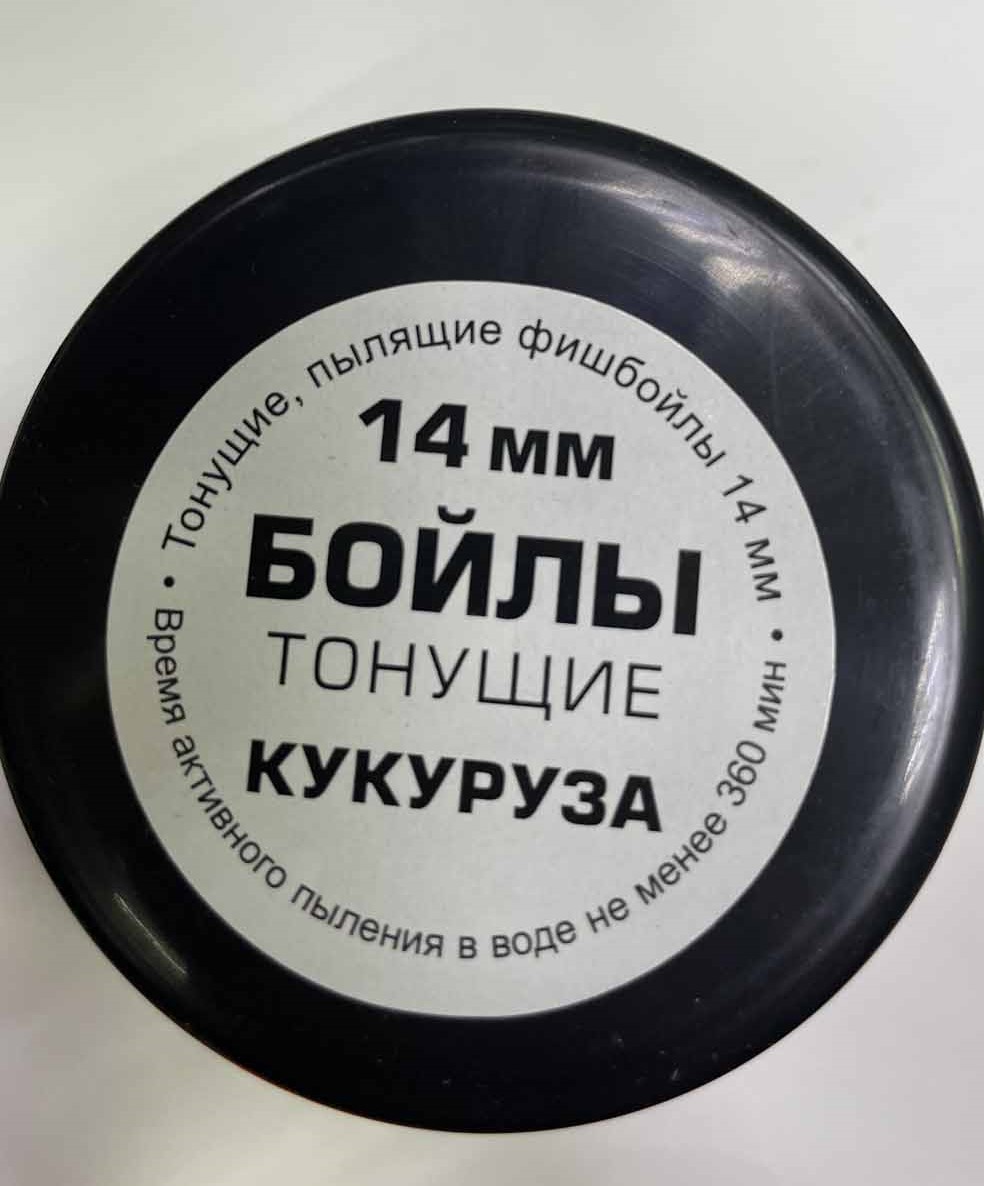 Тонущие, пылящие фишбойлы 14 мм
14 мм
БОЙЛЫ
ТОНУЩИЕ
КУКУРУЗА
Время активного пыления в воде не менее 360 мин